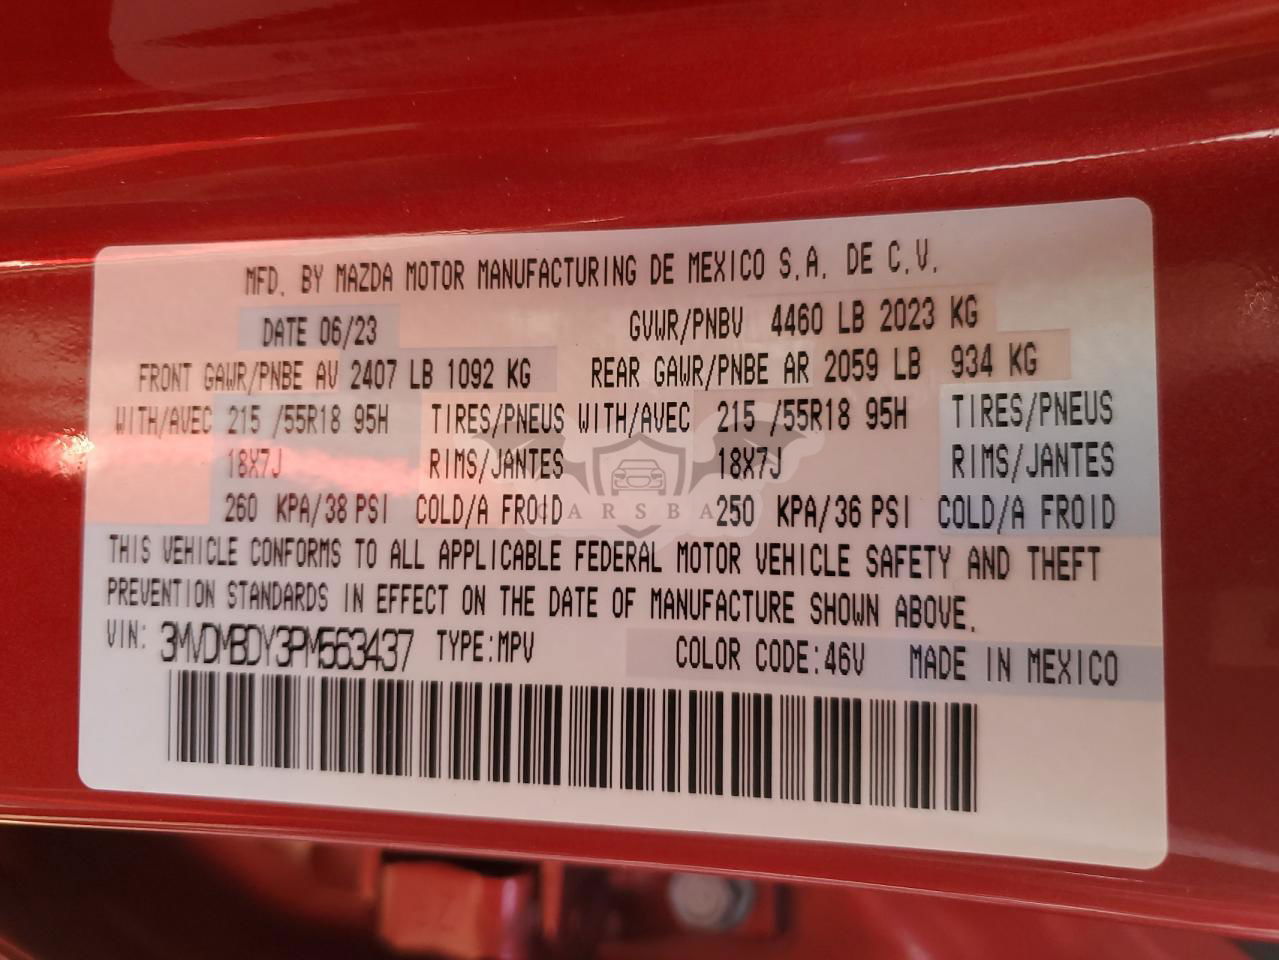 MFD. BY MAZDA MOTOR MANUFACTURING DE MEXICO S.A. DE C.V.
DATE 06/23 GVWR/PNBV 4460 LB 2023 KG
FRONT GAWR/PNBE AV 2407 LB 1092 KG REAR GAWR/PNBE AR 2059 LB 934 KG
WITH/AVEC 215 /55R18 95H TIRES/PNEUS WITH/AVEC 215 /55R18 95H TIRES/PNEUS
18X7J RIMS/JANTES 18X7J RIMS/JANTES
260 KPA/38 PSI COLD/A FROID 250 KPA/36 PSI COLD/A FROID
CARSBA
THIS VEHICLE CONFORMS TO ALL APPLICABLE FEDERAL MOTOR VEHICLE SAFETY AND THEFT
PREVENTION STANDARDS IN EFFECT ON THE DATE OF MANUFACTURE SHOWN ABOVE.
VIN: 3MVDMBDY3PM563437 TYPE:MPV COLOR CODE:46V MADE IN MEXICO